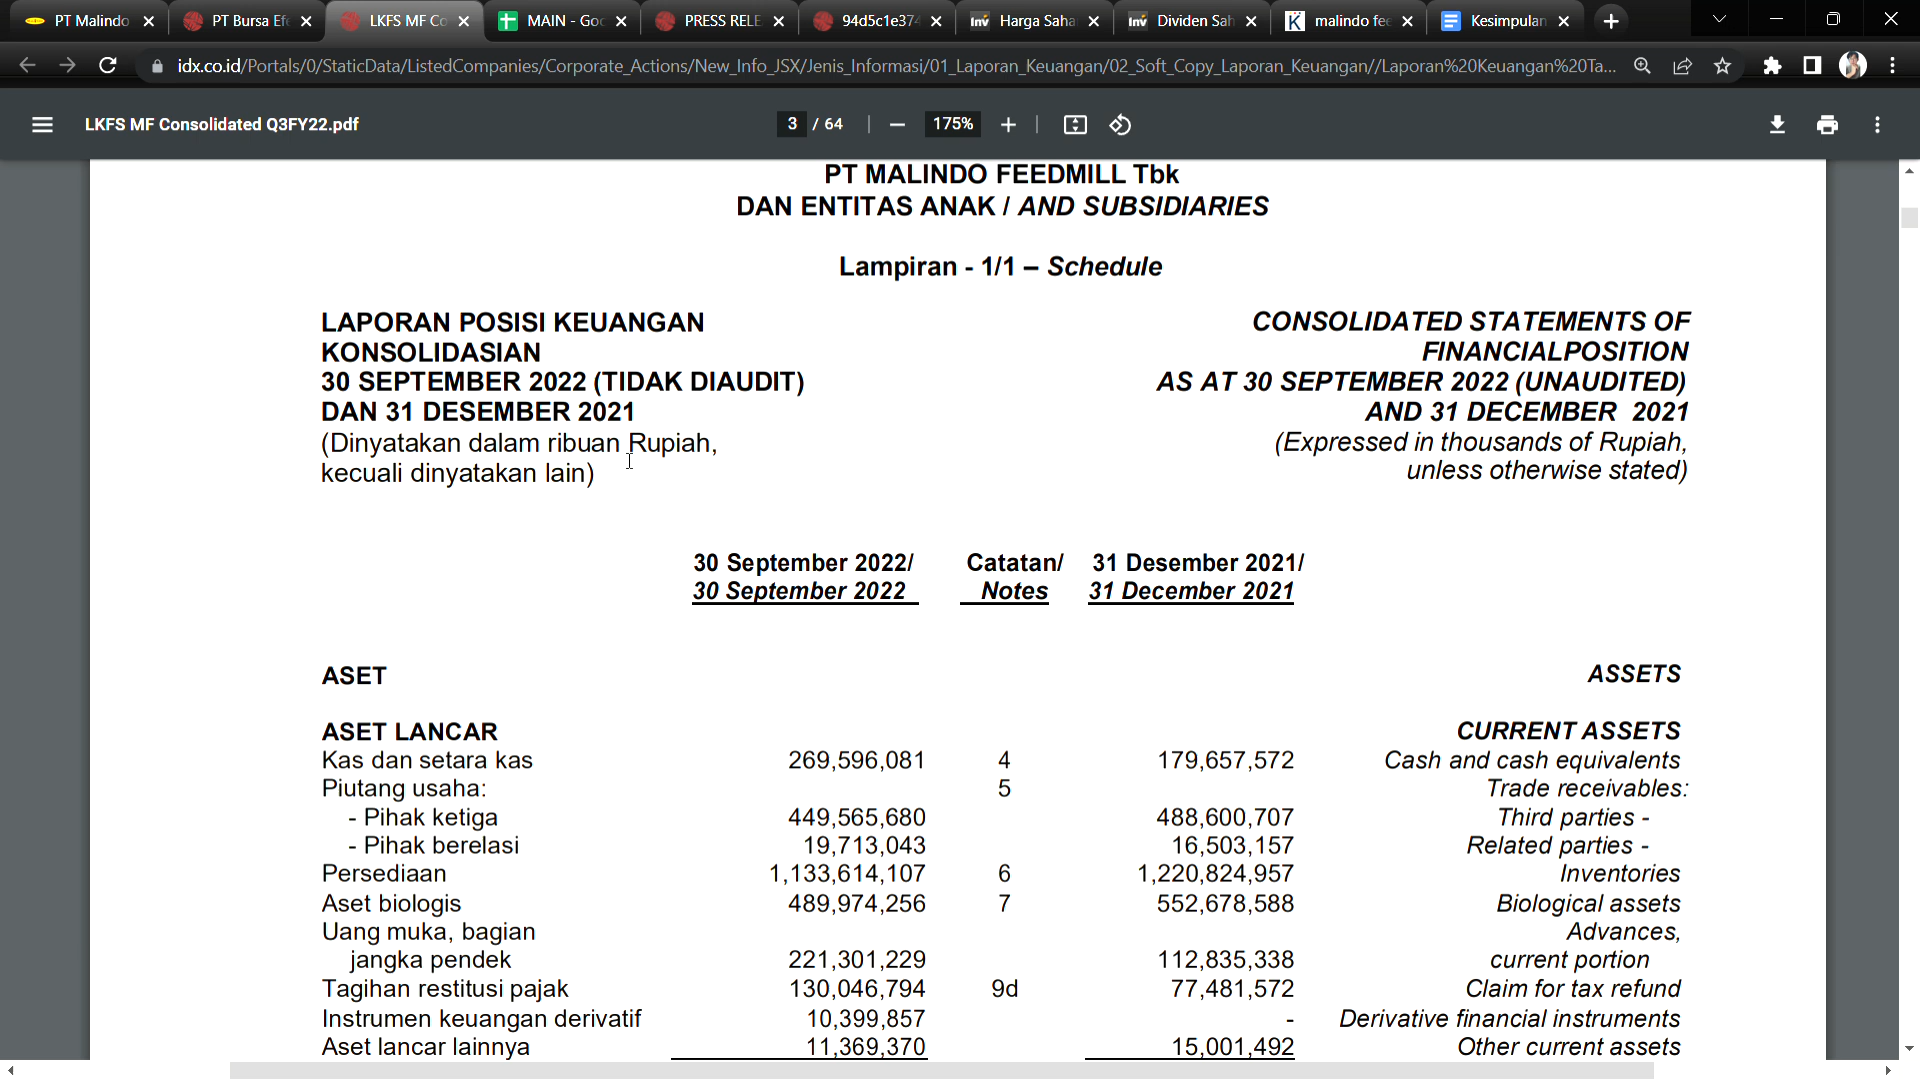 PT Malindo
PT Bursa Efe
LKFS MF Co
MAIN - Goo
PRESS RELE
94d5c1e374
Harga Saha
Dividen Sah
malindo fee
Kesimpulan
idx.co.id/Portals/0/StaticData/ListedCompanies/Corporate_Actions/New_Info_JSX/Jenis_Informasi/01_Laporan_Keuangan/02_Soft_Copy_Laporan_Keuangan//Laporan%20Keuangan%20Ta...
LKFS MF Consolidated Q3FY22.pdf
3 / 64
175%
PT MALINDO FEEDMILL Tbk
DAN ENTITAS ANAK / AND SUBSIDIARIES
Lampiran - 1/1 – Schedule
LAPORAN POSISI KEUANGAN
KONSOLIDASIAN
30 SEPTEMBER 2022 (TIDAK DIAUDIT)
DAN 31 DESEMBER 2021
(Dinyatakan dalam ribuan Rupiah,
kecuali dinyatakan lain)
CONSOLIDATED STATEMENTS OF
FINANCIALPOSITION
AS AT 30 SEPTEMBER 2022 (UNAUDITED)
AND 31 DECEMBER 2021
(Expressed in thousands of Rupiah,
unless otherwise stated)
30 September 2022/ Catatan/ 31 Desember 2021/
30 September 2022 Notes 31 December 2021
ASET ASSETS
ASET LANCAR CURRENT ASSETS
Kas dan setara kas 269,596,081 4 179,657,572 Cash and cash equivalents
Piutang usaha: 5 Trade receivables:
- Pihak ketiga 449,565,680 488,600,707 Third parties -
- Pihak berelasi 19,713,043 16,503,157 Related parties -
Persediaan 1,133,614,107 6 1,220,824,957 Inventories
Aset biologis 489,974,256 7 552,678,588 Biological assets
Uang muka, bagian Advances,
jangka pendek 221,301,229 112,835,338 current portion
Tagihan restitusi pajak 130,046,794 9d 77,481,572 Claim for tax refund
Instrumen keuangan derivatif 10,399,857 - Derivative financial instruments
Aset lancar lainnya 11,369,370 15,001,492 Other current assets